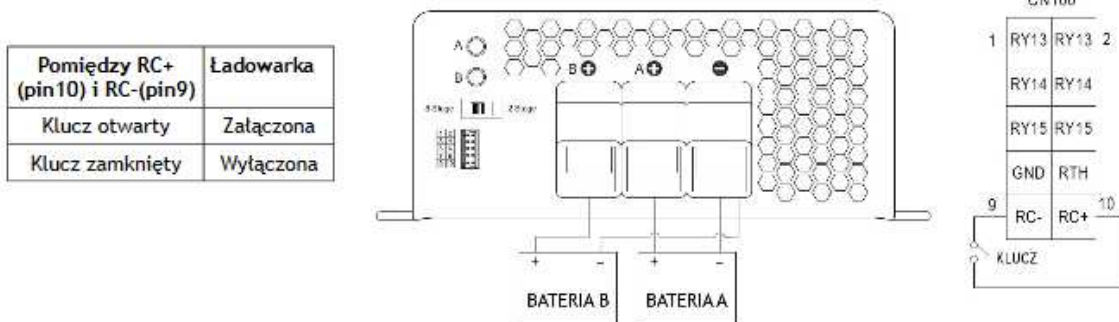 Pomiędzy RC+
(pin10) i RC-(pin9)
Ładowarka
Klucz otwarty
Załączona
Klucz zamknięty
Wyłączona
A
B
B
A
+ -
+ -
BATERIA B
BATERIA A
CN100
1 RY13 RY13 2
RY14 RY14
RY15 RY15
GND RTH
9 RC- RC+ 10
KLUCZ